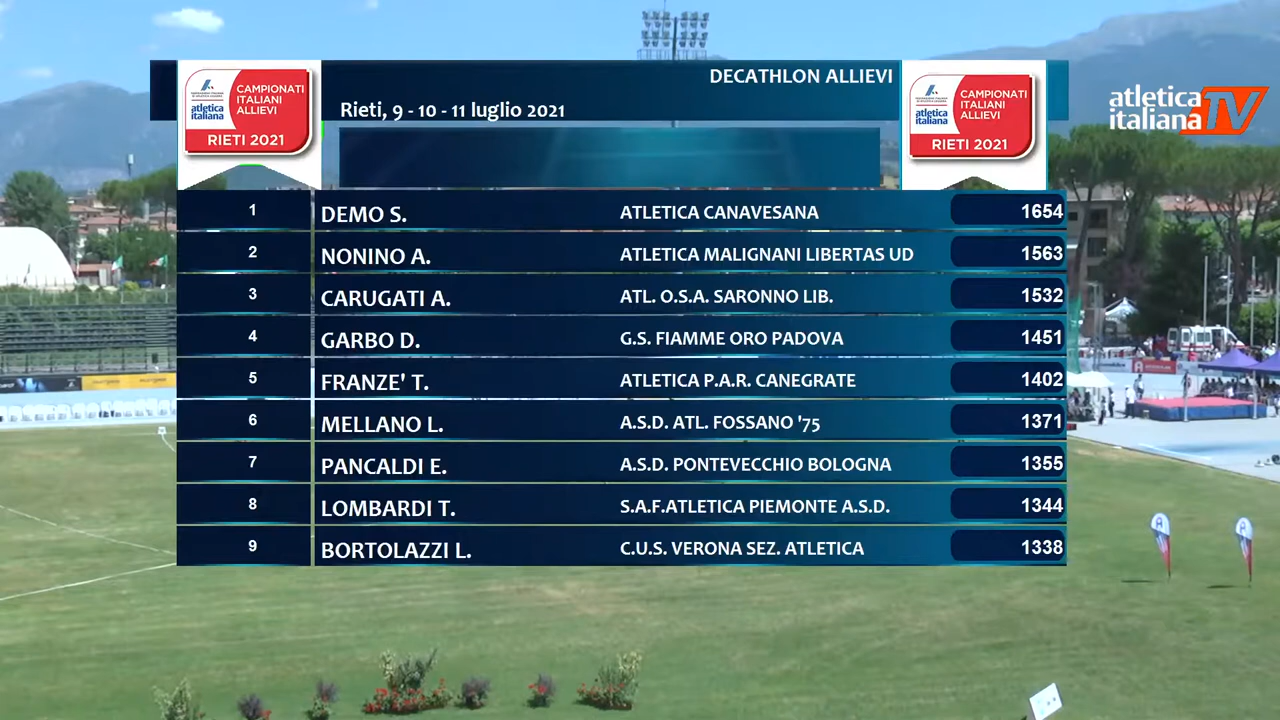 DECATHLON ALLIEVI
Rieti, 9 - 10 - 11 luglio 2021
atletica
italiana
CAMPIONATI
ITALIANI
ALLIEVI
RIETI 2021
atletica
italiana
CAMPIONATI
ITALIANI
ALLIEVI
RIETI 2021
atletica
italiana TV
1 DEMO S. ATLETICA CANAVESANA 1654
2 NONINO A. ATLETICA MALIGNANI LIBERTAS UD 1563
3 CARUGATI A. ATL. O.S.A. SARONNO LIB. 1532
4 GARBO D. G.S. FIAMME ORO PADOVA 1451
5 FRANZE' T. ATLETICA P.A.R. CANEGRATE 1402
6 MELLANO L. A.S.D. ATL. FOSSANO '75 1371
7 PANCALDI E. A.S.D. PONTEVECCHIO BOLOGNA 1355
8 LOMBARDI T. S.A.F.ATLETICA PIEMONTE A.S.D. 1344
9 BORTOLAZZI L. C.U.S. VERONA SEZ. ATLETICA 1338